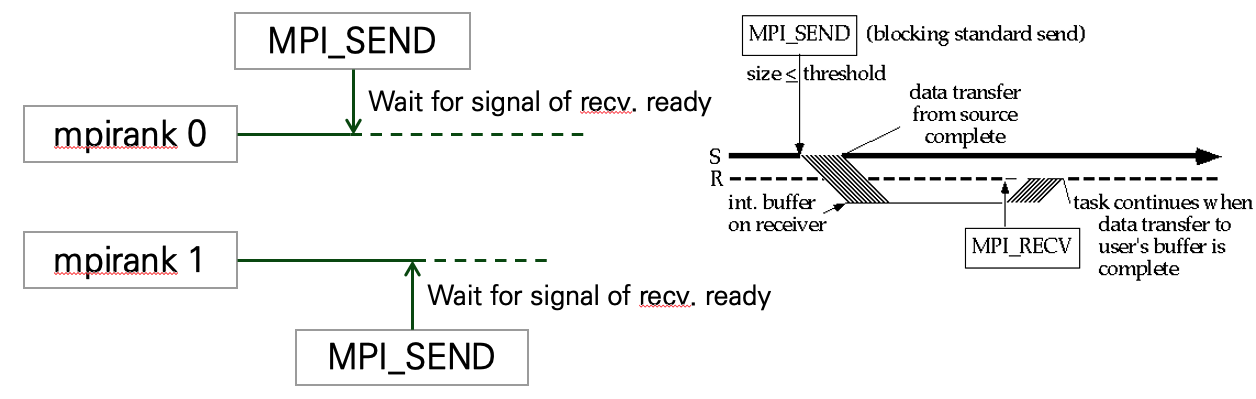 MPI_SEND
Wait for signal of recv. ready
mpirank 0
mpirank 1
Wait for signal of recv. ready
MPI_SEND
MPI_SEND (blocking standard send)
size ≤ threshold
data transfer
from source
complete
S
R
int. buffer
on receiver
MPI_RECV
task continues when
data transfer to
user's buffer is
complete